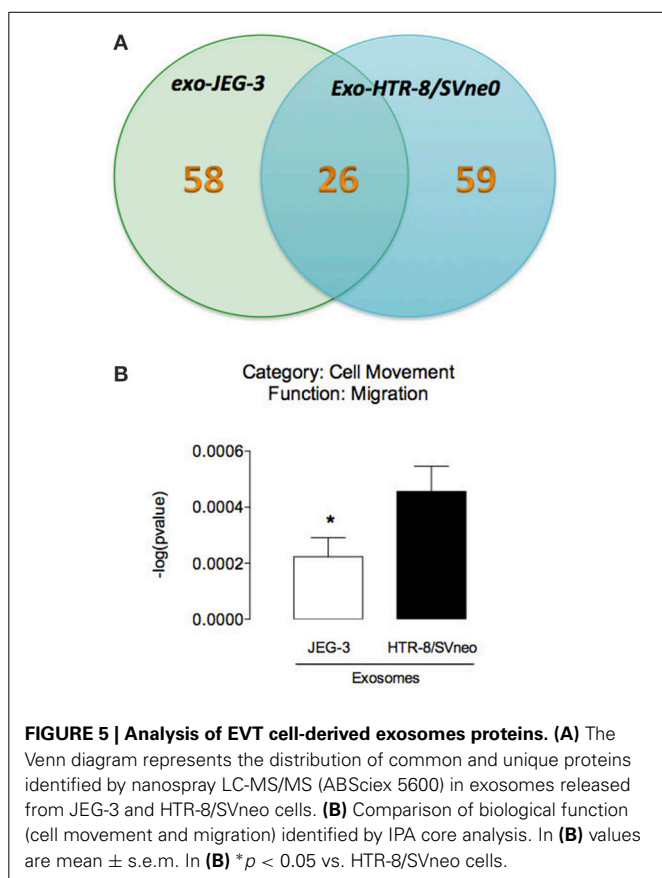 A
exo-JEG-3
Exo-HTR-8/SVne0
58
26
59
B
Category: Cell Movement
Function: Migration
-log(pvalue)
0.0006
0.0004
0.0002
0.0000
*
JEG-3
HTR-8/SVneo
Exosomes
FIGURE 5 | Analysis of EVT cell-derived exosomes proteins. (A) The
Venn diagram represents the distribution of common and unique proteins
identified by nanospray LC-MS/MS (ABSciex 5600) in exosomes released
from JEG-3 and HTR-8/SVneo cells. (B) Comparison of biological function
(cell movement and migration) identified by IPA core analysis. In (B) values
are mean ± s.e.m. In (B) *p < 0.05 vs. HTR-8/SVneo cells.